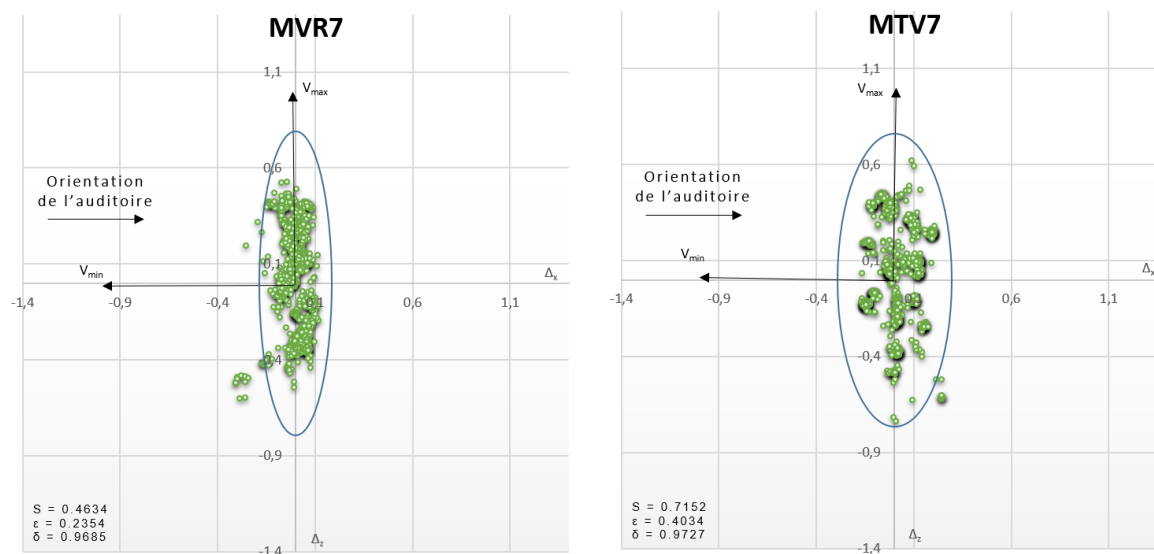 MVR7
1,1
Vmax
0,6
Orientation
de l’auditoire
0,1
Vmin
Δx
-1,4
-0,9
-0,4
0,1
0,6
1,1
-0,4
-0,9
S = 0.4634
ε = 0.2354
δ = 0.9685
Δz
-1,4
MTV7
1,1
Vmax
0,6
Orientation
de l’auditoire
0,1
Vmin
Δx
-1,4
-0,9
-0,4
0,1
0,6
1,1
-0,4
-0,9
S = 0.7152
ε = 0.4034
δ = 0.9727
Δz
-1,4